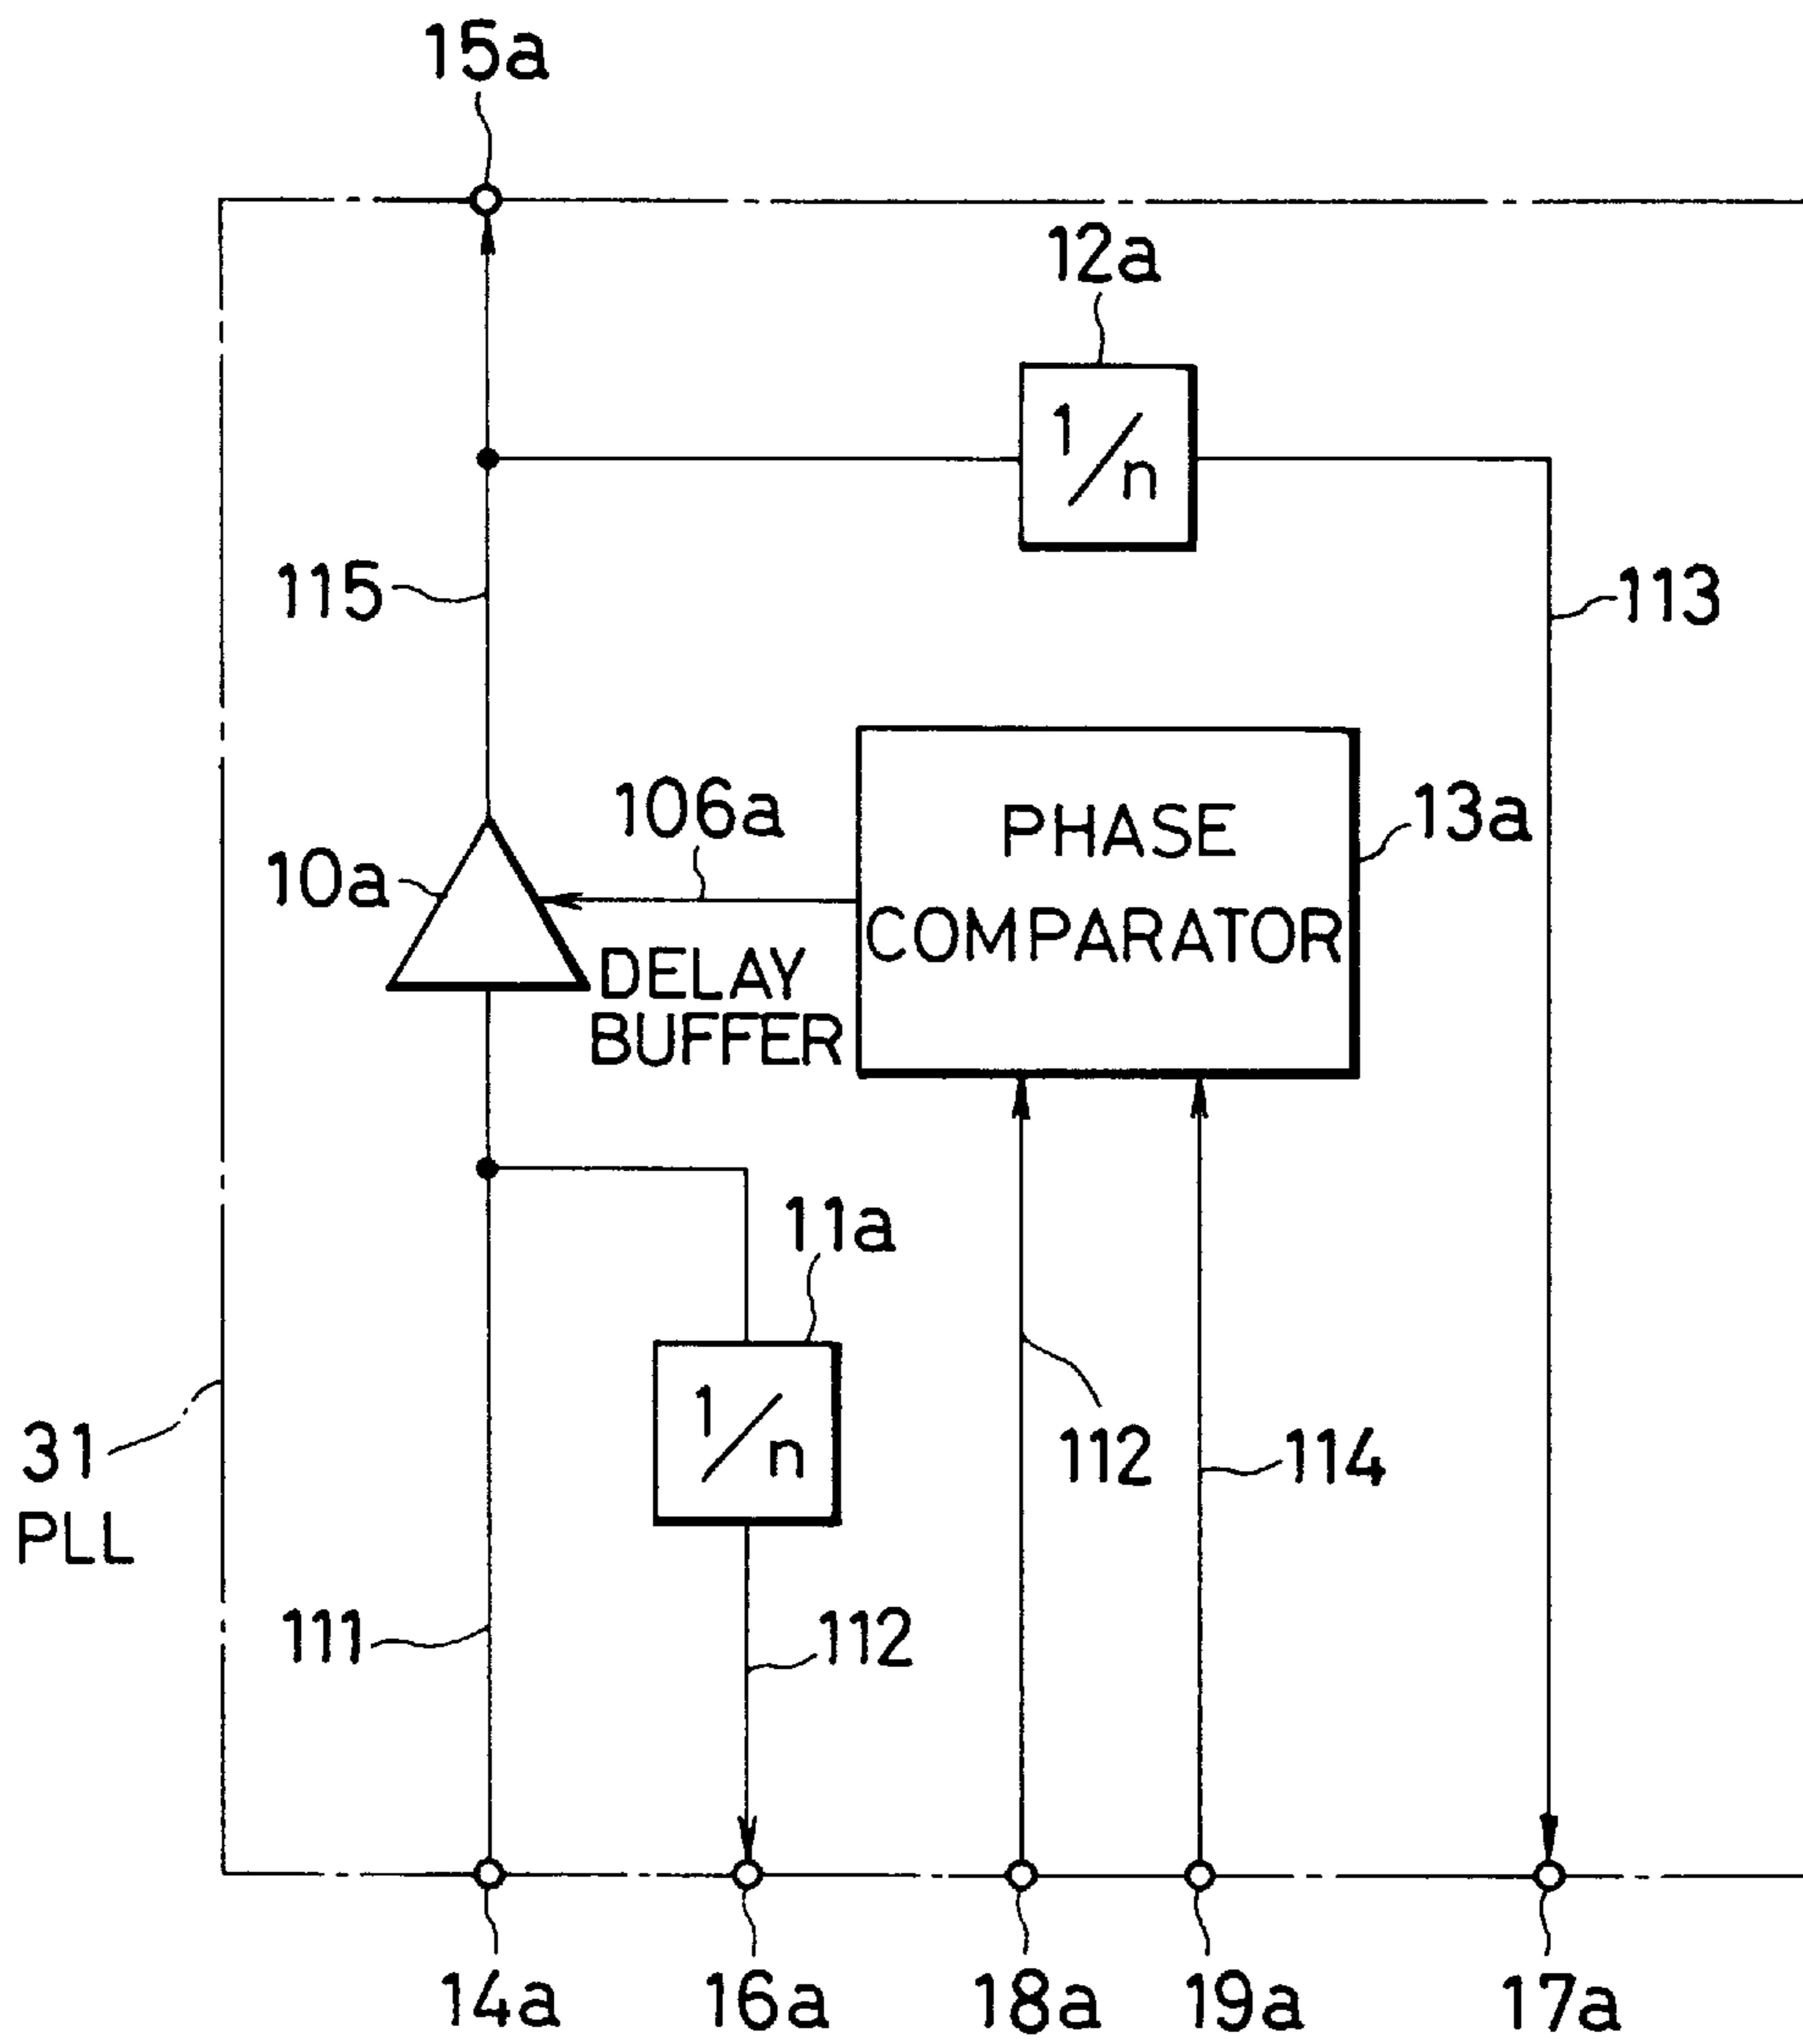 15a
12a
1/n
115
113
106a
PHASE
COMPARATOR
13a
10a
DELAY
BUFFER
11a
1/n
31
PLL
112
114
111
112
14a
16a
18a
19a
17a